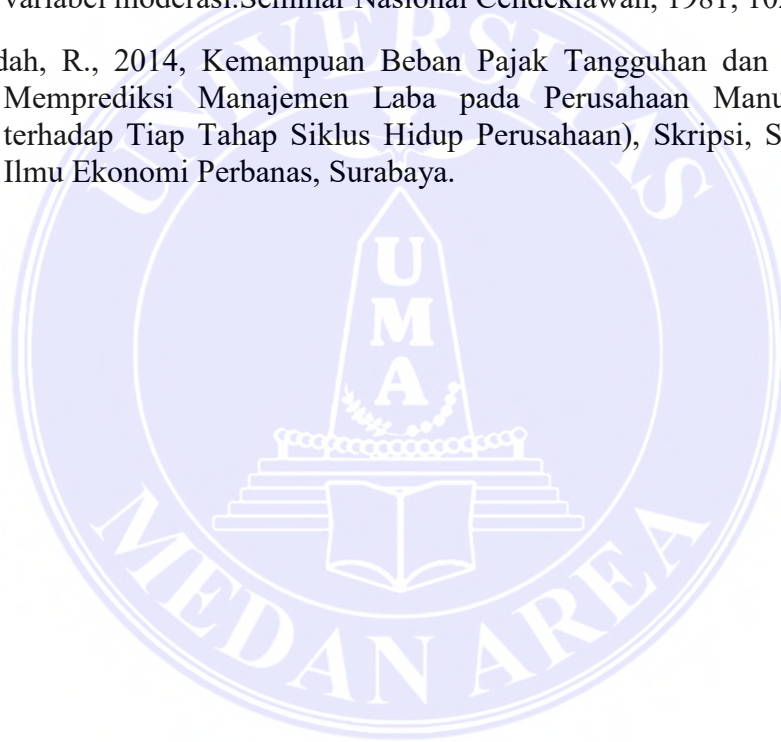 variabel moderasi.Seminar Nasional Cendekiawan, 1981,
dah, R., 2014, Kemampuan Beban Pajak Tangguhan dan
Memprediksi Manajemen Laba pada Perusahaan Manu
terhadap Tiap Tahap Siklus Hidup Perusahaan), Skripsi, S
Ilmu Ekonomi Perbanas, Surabaya.
UNIVERSITAS
UMA
MEDAN AREA